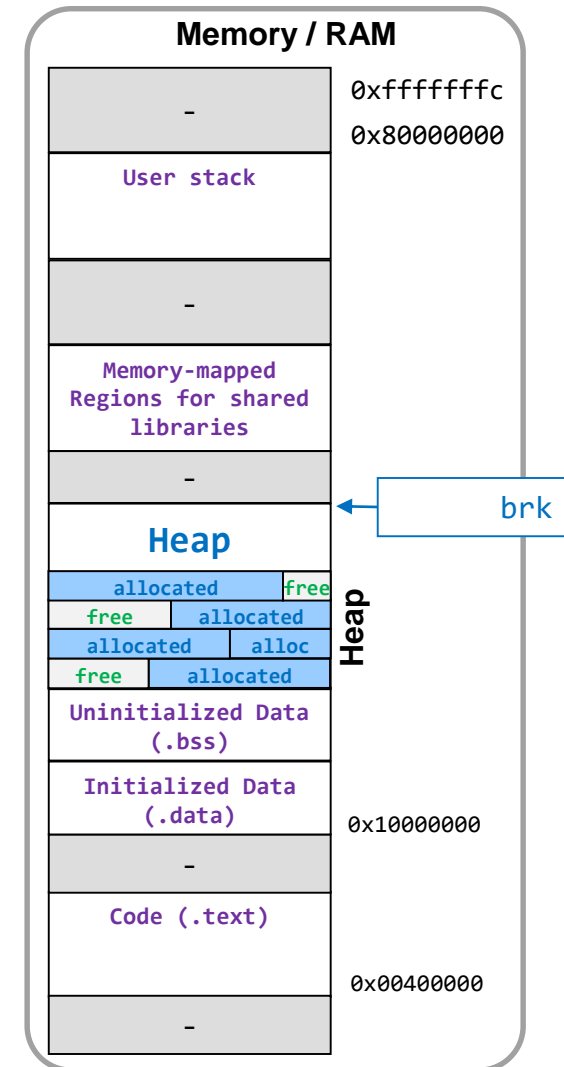 Memory / RAM
0xfffffffc
-
0x80000000
User stack
-
Memory-mapped
Regions for shared
libraries
-
brk
Heap
allocated free
free allocated
allocated alloc
free allocated
Heap
Uninitialized Data
(.bss)
Initialized Data
(.data)
0x10000000
-
Code (.text)
0x00400000
-